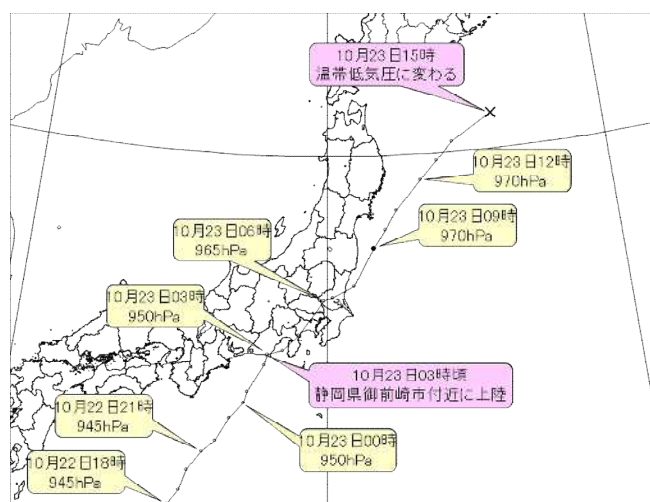 10月23日15時
温帯低気圧に変わる
10月23日12時
970hPa
10月23日09時
970hPa
10月23日06時
965hPa
10月23日03時
950hPa
10月23日03時頃
静岡県御前崎市付近に上陸
10月22日21時
945hPa
10月23日00時
950hPa
10月22日18時
945hPa